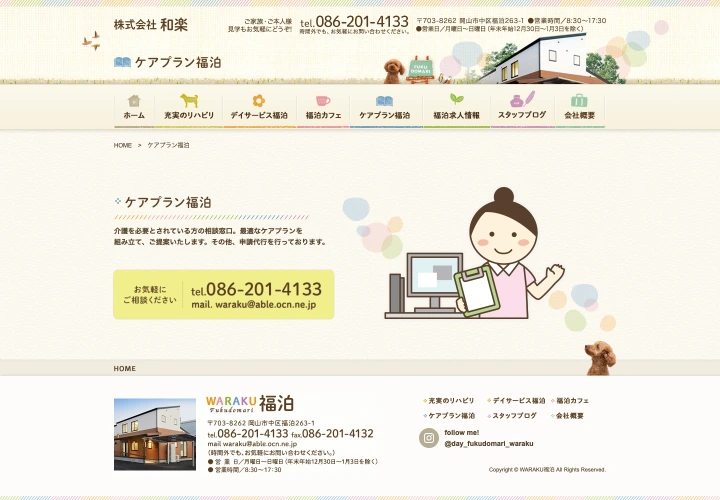 株式会社 和楽
ご家族・ご本人様
見学もお気軽にどうぞ!
tel.086-201-4133
時間外でも、お気軽にお問い合わせください。
〒703-8262 岡山市中区福泊263-1 ●営業時間／8:30〜17:30
●営業日／月曜日〜日曜日（年末年始12月30日〜1月3日を除く）
ケアプラン福泊
FUKU
DOMARI
ホーム
充実のリハビリ
デイサービス福泊
福泊カフェ
ケアプラン福泊
福泊求人情報
スタッフブログ
会社概要
HOME > ケアプラン福泊
ケアプラン福泊
介護を必要とされている方の相談窓口。最適なケアプランを
組み立て、ご提案いたします。その他、申請代行を行っております。
お気軽に
ご相談ください
tel.086-201-4133
mail. waraku@able.ocn.ne.jp
HOME
WARAKU 福泊
Fukudomari
〒703-8262 岡山市中区福泊263-1
tel.086-201-4133 fax.086-201-4132
mail waraku@able.ocn.ne.jp
（時間外でも、お気軽にお問い合わせください。）
● 営 業 日／月曜日〜日曜日（年末年始12月30日〜1月3日を除く）
● 営業時間／8:30〜17:30
充実のリハビリ
デイサービス福泊
福泊カフェ
ケアプラン福泊
スタッフブログ
会社概要
follow me!
@day_fukudomari_waraku
Copyright © WARAKU福泊 All Rights Reserved.